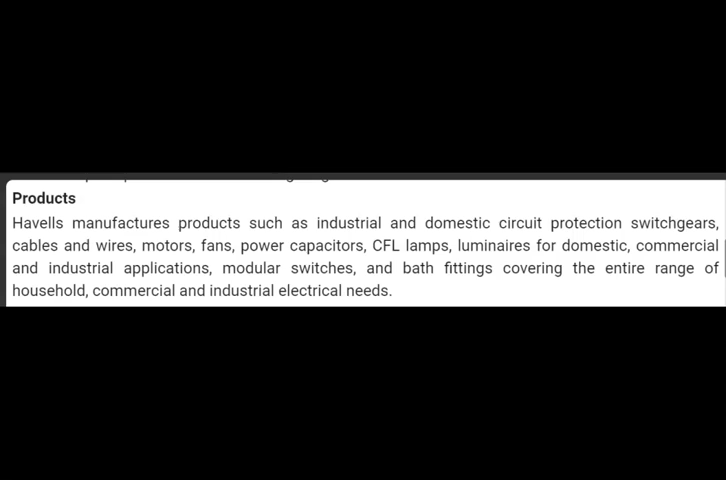 Products
Havells manufactures products such as industrial and domestic circuit protection switchgears,
cables and wires, motors, fans, power capacitors, CFL lamps, luminaires for domestic, commercial
and industrial applications, modular switches, and bath fittings covering the entire range of
household, commercial and industrial electrical needs.